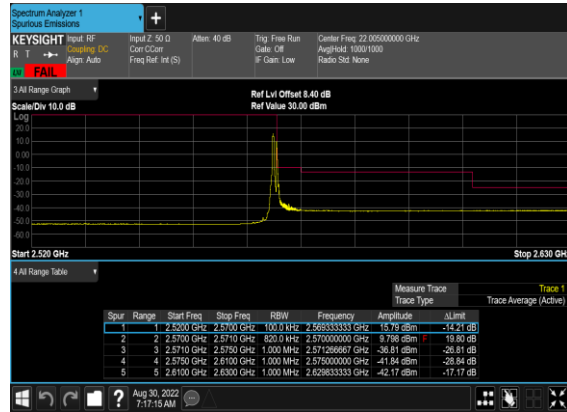 Spectrum Analyzer 1
Spurious Emissions
+
KEYSIGHT Input: RF Input Z: 50 Ω Atten: 40 dB Trig: Free Run Center Freq: 22.005000000 GHz
R T Coupling: DC Corr CCorr Gate: Off Avg|Hold: 1000/1000
Align: Auto Freq Ref: Int (S) IF Gain: Low Radio Std: None
LV FAIL
3 All Range Graph
Ref Lvl Offset 8.40 dB
Scale/Div 10.0 dB Ref Value 30.00 dBm
Log
20.0
10.0
0.00
-10.0
-20.0
-30.0
-40.0
-50.0
-60.0
Start 2.520 GHz Stop 2.630 GHz
4 All Range Table
Measure Trace Trace 1
Trace Type Trace Average (Active)
Spur Range Start Freq Stop Freq RBW Frequency Amplitude ΔLimit
1 1 2.5200 GHz 2.5700 GHz 100.0 kHz 2.569333333 GHz 15.79 dBm -14.21 dB
2 2 2.5700 GHz 2.5710 GHz 820.0 kHz 2.570000000 GHz 9.798 dBm F 19.80 dB
3 3 2.5710 GHz 2.5750 GHz 1.000 MHz 2.571266667 GHz -36.81 dBm -26.81 dB
4 4 2.5750 GHz 2.6100 GHz 1.000 MHz 2.575000000 GHz -41.84 dBm -28.84 dB
5 5 2.6100 GHz 2.6300 GHz 1.000 MHz 2.629833333 GHz -42.17 dBm -17.17 dB
? Aug 30, 2022
7:17:15 AM